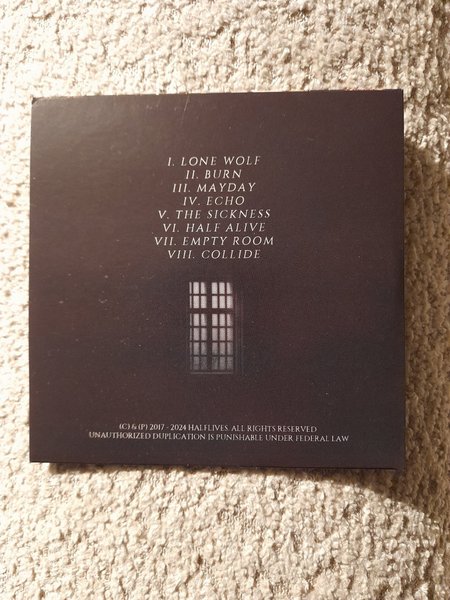 I. LONE WOLF
II. BURN
III. MAYDAY
IV. ECHO
V. THE SICKNESS
VI. HALF ALIVE
VII. EMPTY ROOM
VIII. COLLIDE
(C) & (P) 2017 - 2024 HALFLIVES. ALL RIGHTS RESERVED
UNAUTHORIZED DUPLICATION IS PUNISHABLE UNDER FEDERAL LAW